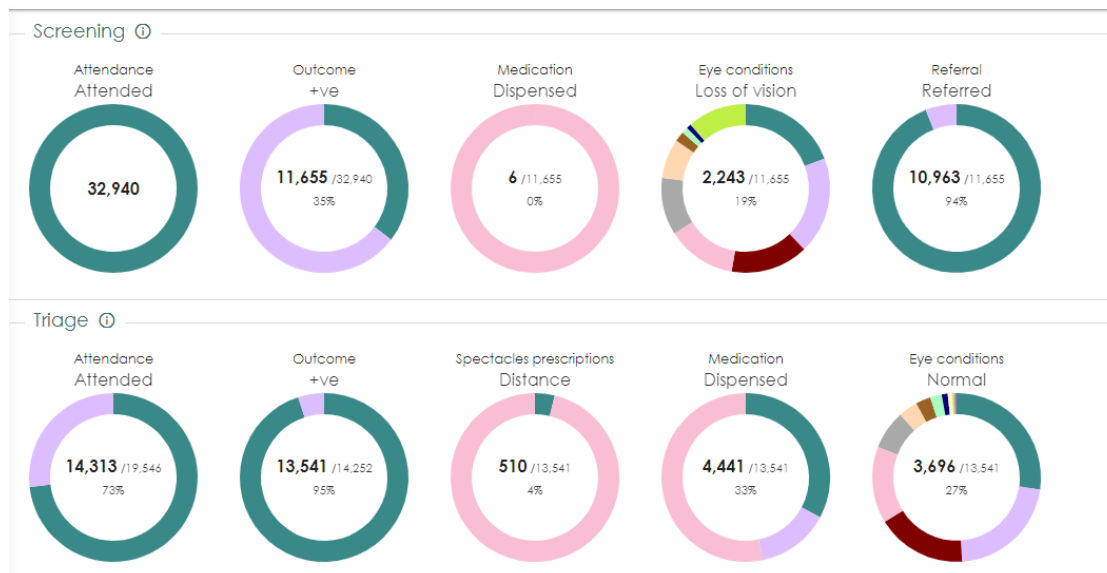 Screening
Attendance
Attended
32,940
Outcome
+ve
11,655 /32,940
35%
Medication
Dispensed
6 /11,655
0%
Eye conditions
Loss of vision
2,243 /11,655
19%
Referral
Referred
10,963 /11,655
94%
Triage
Attendance
Attended
14,313 /19,546
73%
Outcome
+ve
13,541 /14,252
95%
Spectacles prescriptions
Distance
510 /13,541
4%
Medication
Dispensed
4,441 /13,541
33%
Eye conditions
Normal
3,696 /13,541
27%